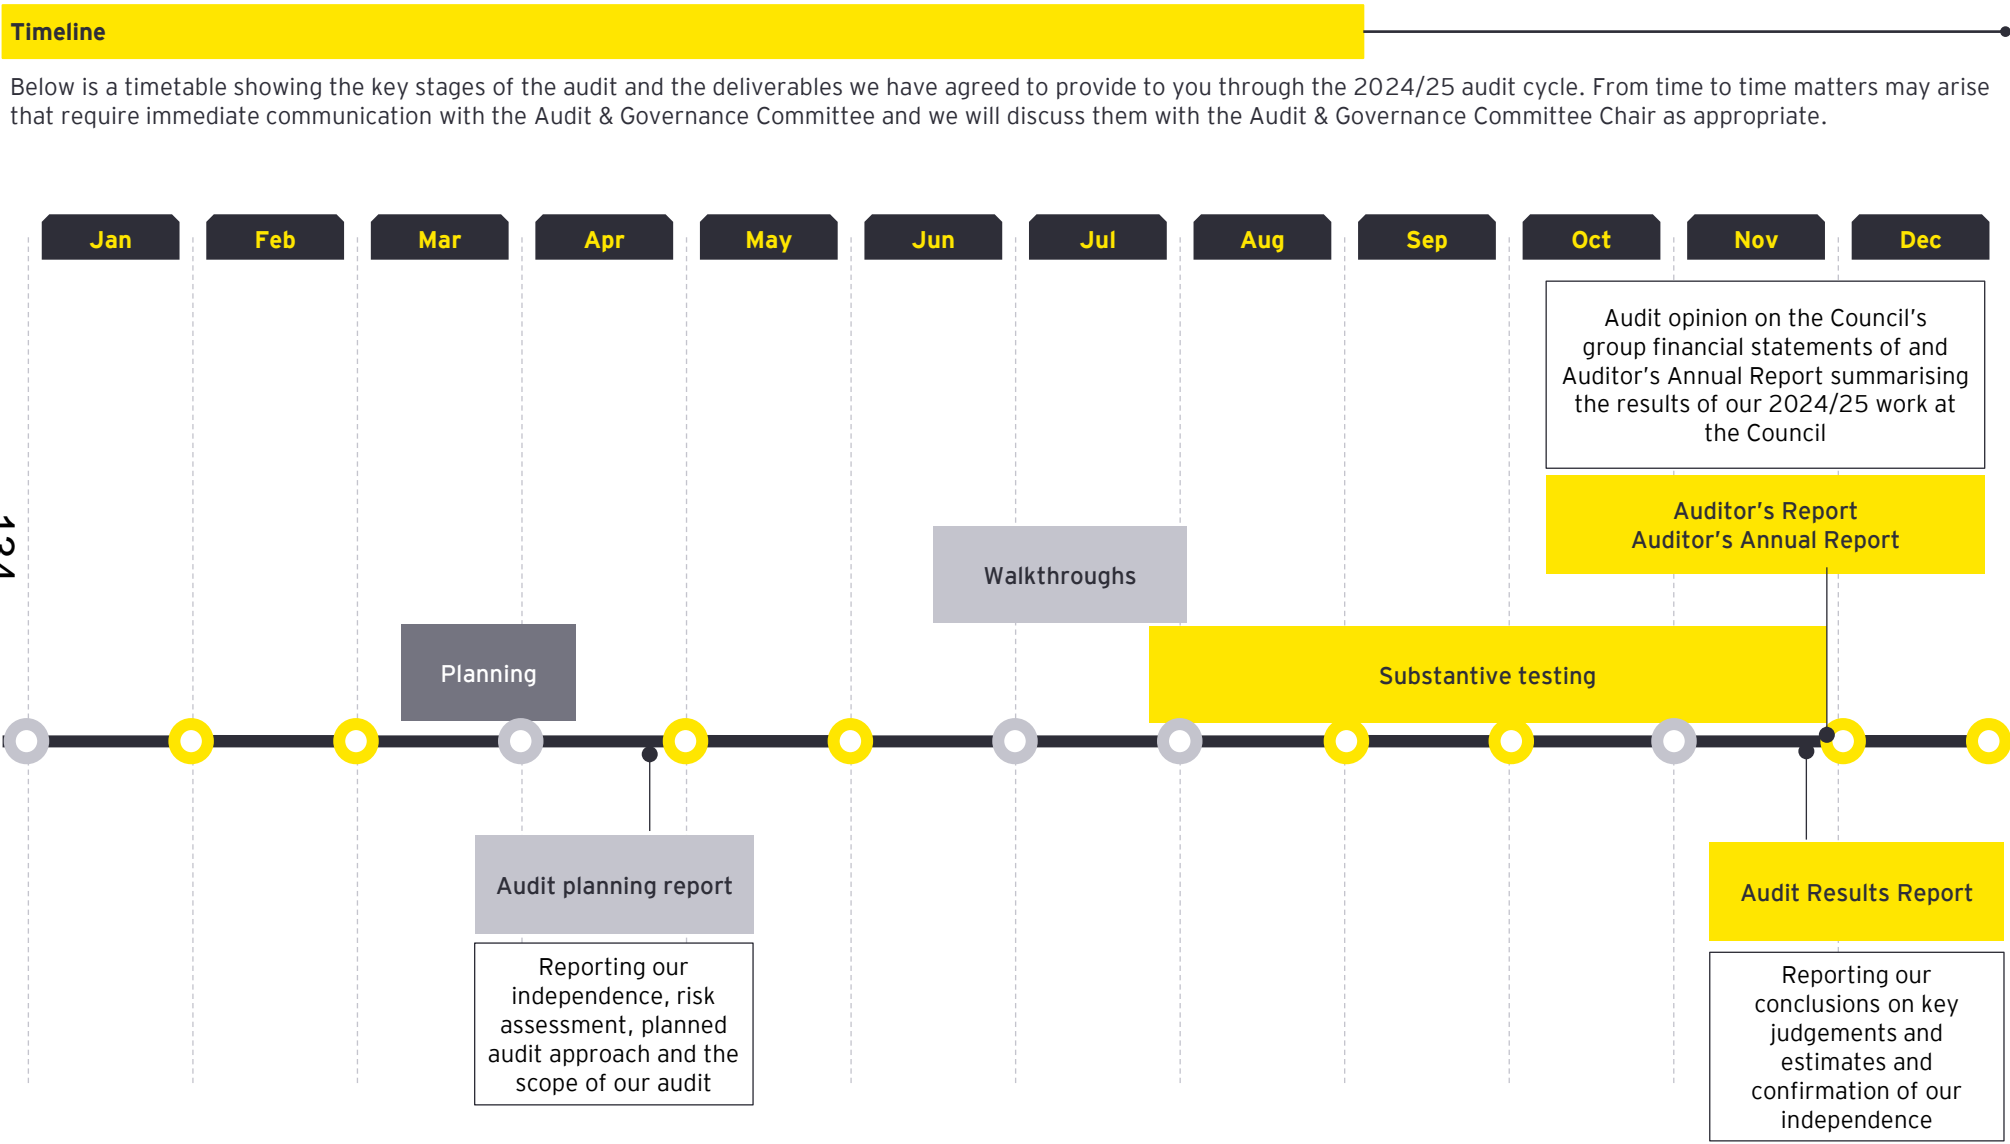 Timeline
Below is a timetable showing the key stages of the audit and the deliverables we have agreed to provide to you through the 2024/25 audit cycle. From time to time matters may arise
that require immediate communication with the Audit & Governance Committee and we will discuss them with the Audit & Governance Committee Chair as appropriate.
Jan Feb Mar Apr May Jun Jul Aug Sep Oct Nov Dec
Audit opinion on the Council's
group financial statements of and
Auditor's Annual Report summarising
the results of our 2024/25 work at
the Council
Auditor's Report
Auditor's Annual Report
Walkthroughs
Planning
Substantive testing
Audit planning report
Reporting our
independence, risk
assessment, planned
audit approach and the
scope of our audit
Audit Results Report
Reporting our
conclusions on key
judgements and
estimates and
confirmation of our
independence